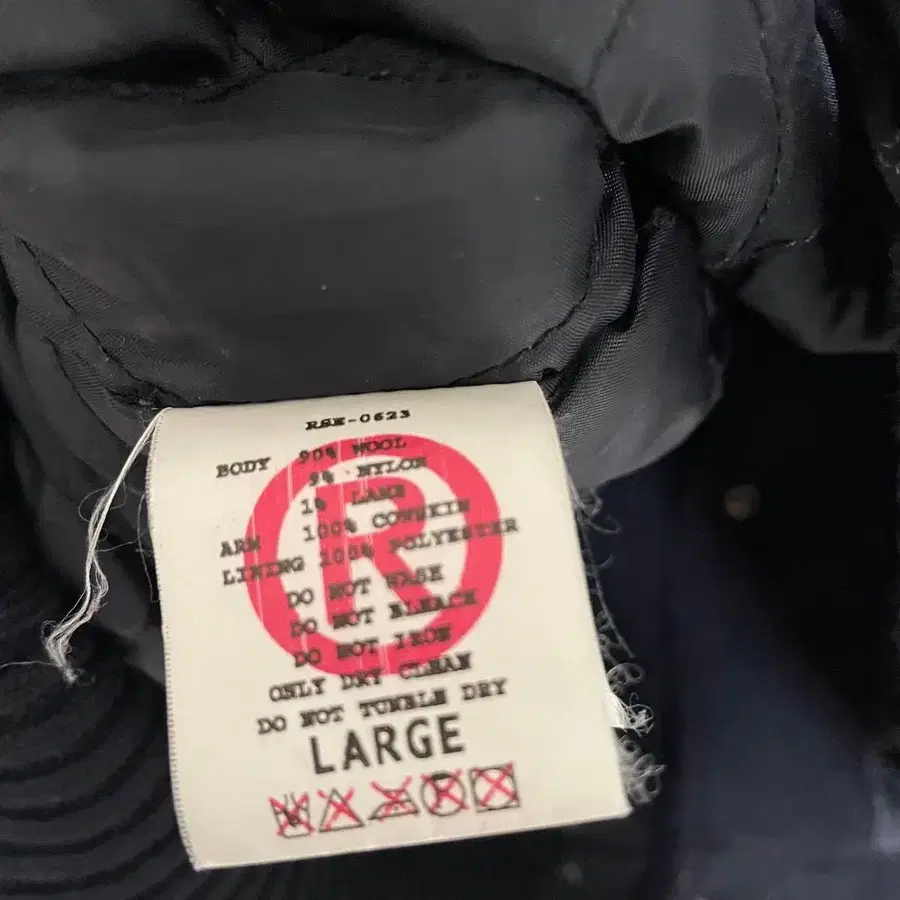 RSE-0623
BODY 90% WOOL
9% NYLON
1% LAME
ARM 100% COWSKIN
LINING 100% POLYESTER
DO NOT WASH
DO NOT BLEACH
DO NOT IRON
ONLY DRY CLEAN
DO NOT TUMBLE DRY
LARGE
R